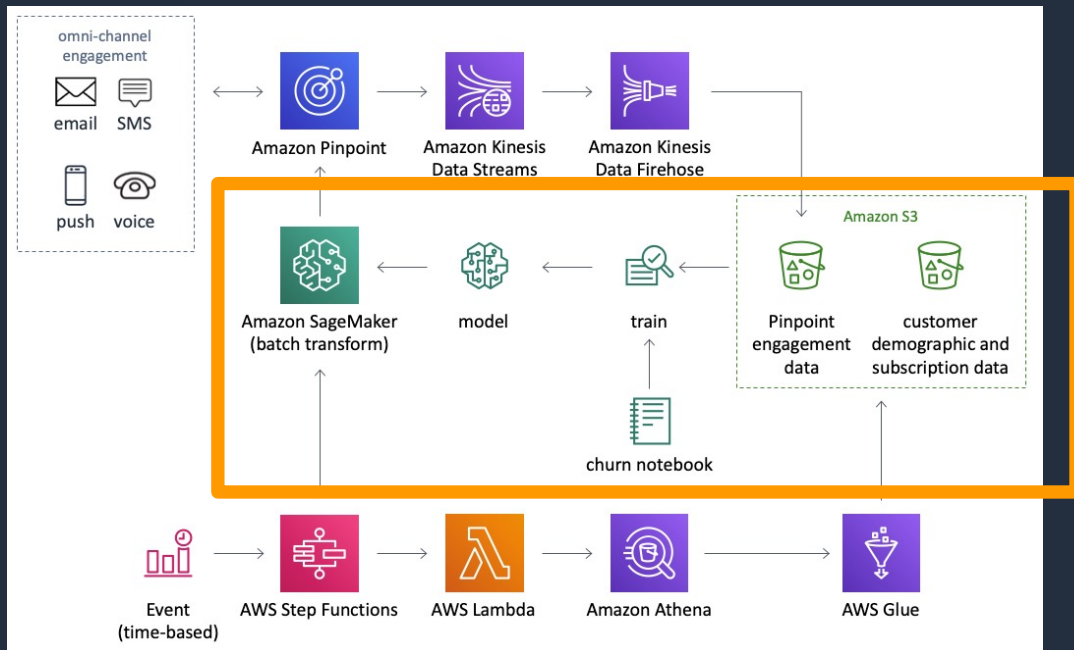 omni-channel
engagement
email
SMS
push
voice
Amazon Pinpoint
Amazon Kinesis
Data Streams
Amazon Kinesis
Data Firehose
Amazon S3
Amazon SageMaker
(batch transform)
model
train
Pinpoint
engagement
data
customer
demographic and
subscription data
churn notebook
Event
(time-based)
AWS Step Functions
AWS Lambda
Amazon Athena
AWS Glue